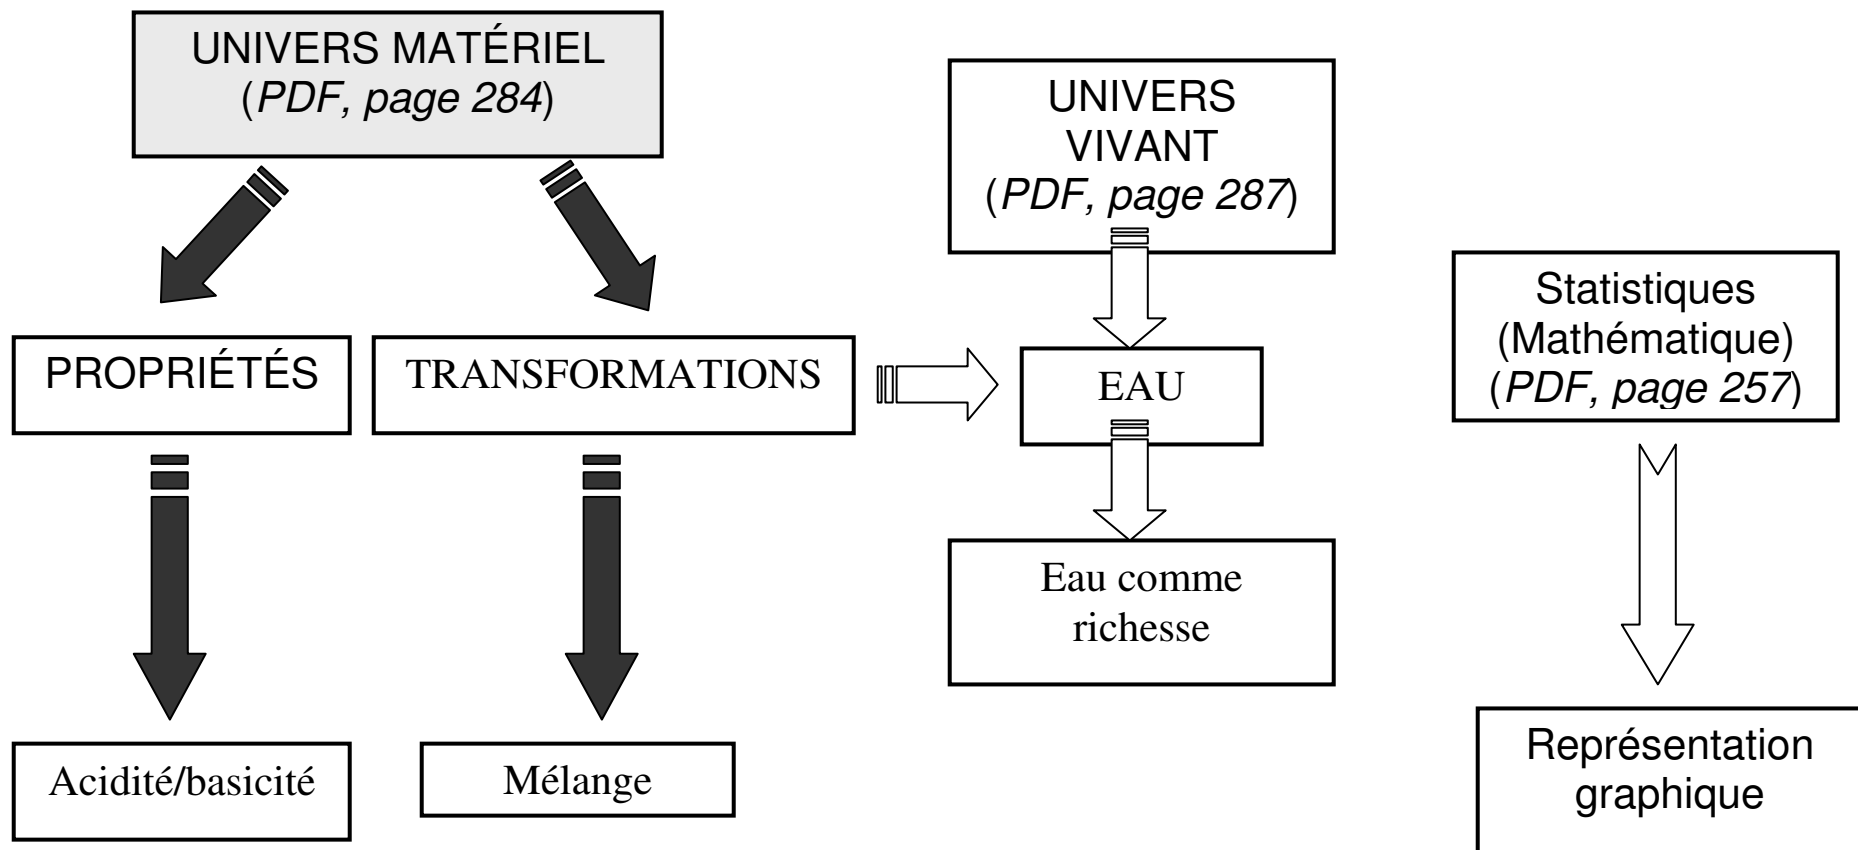 UNIVERS MATÉRIEL
(PDF, page 284)
UNIVERS
VIVANT
(PDF, page 287)
Statistiques
(Mathématique)
(PDF, page 257)
PROPRIÉTÉS
TRANSFORMATIONS
EAU
Eau comme
richesse
Acidité/basicité
Mélange
Représentation
graphique